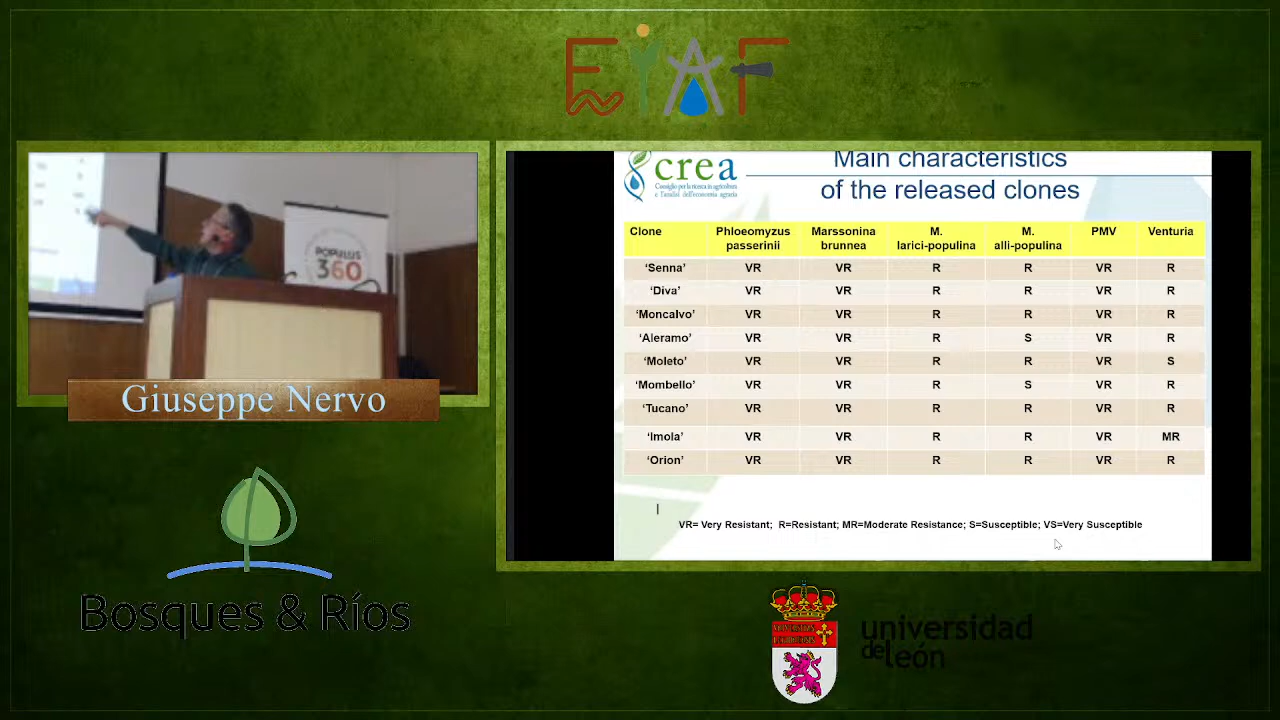 EIAF
POPULUS
360
Giuseppe Nervo
Bosques & Ríos
crea
Consiglio per la ricerca in agricoltura
e l'analisi dell'economia agraria
Main characteristics
of the released clones
Clone Phloeomyzus passerinii Marssonina brunnea M. larici-populina M. alli-populina PMV Venturia
‘Senna’ VR VR R R VR R
‘Diva’ VR VR R R VR R
‘Moncalvo’ VR VR R R VR R
‘Aleramo’ VR VR R S VR R
‘Moleto’ VR VR R R VR S
‘Mombello’ VR VR R S VR R
‘Tucano’ VR VR R R VR R
‘Imola’ VR VR R R VR MR
‘Orion’ VR VR R R VR R
VR= Very Resistant; R=Resistant; MR=Moderate Resistance; S=Susceptible; VS=Very Susceptible
universidad
de león